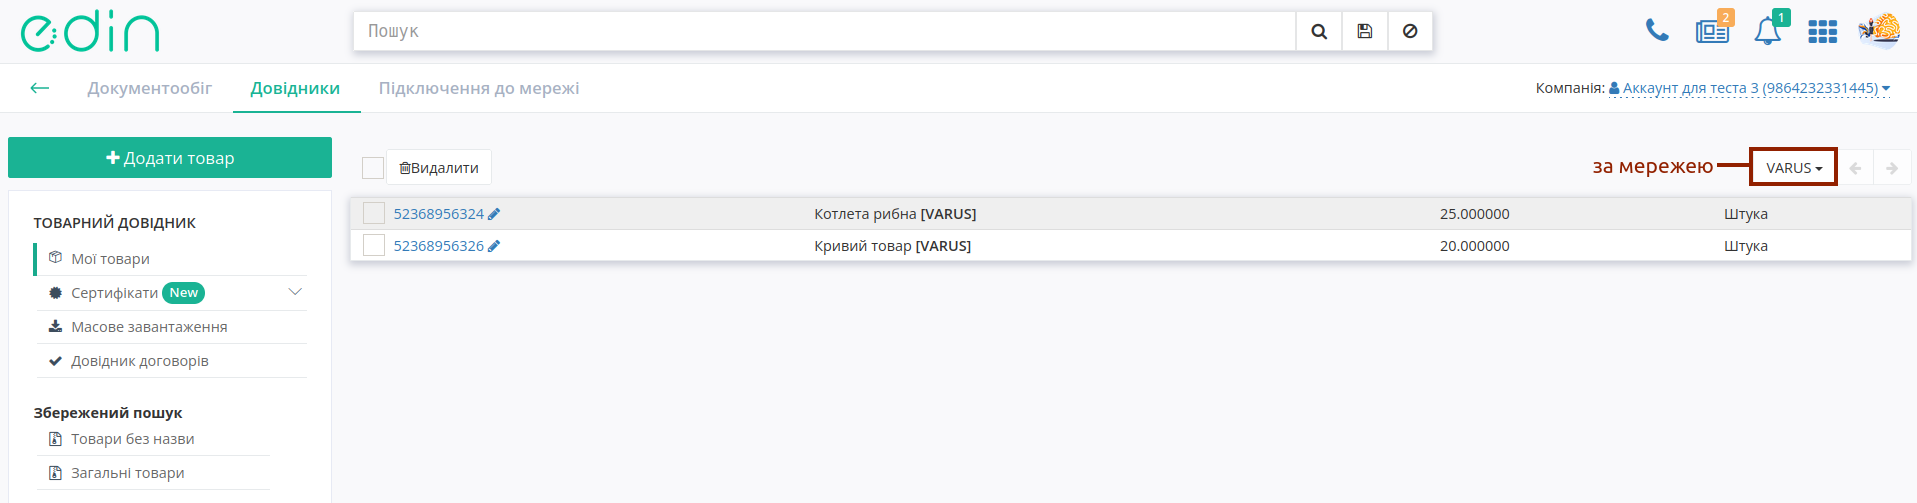 edin
Пошук
2
1
Документообіг Довідники Підключення до мережі
Компанія: Аккаунт для теста 3 (9864232331445)
Додати товар
Видалити
за мережею
VARUS
ТОВАРНИЙ ДОВІДНИК
Мої товари
Сертифікати New
Масове завантаження
Довідник договорів
Збережений пошук
Товари без назви
Загальні товари
52368956324 Котлета рибна [VARUS] 25.000000 Штука
52368956326 Кривий товар [VARUS] 20.000000 Штука